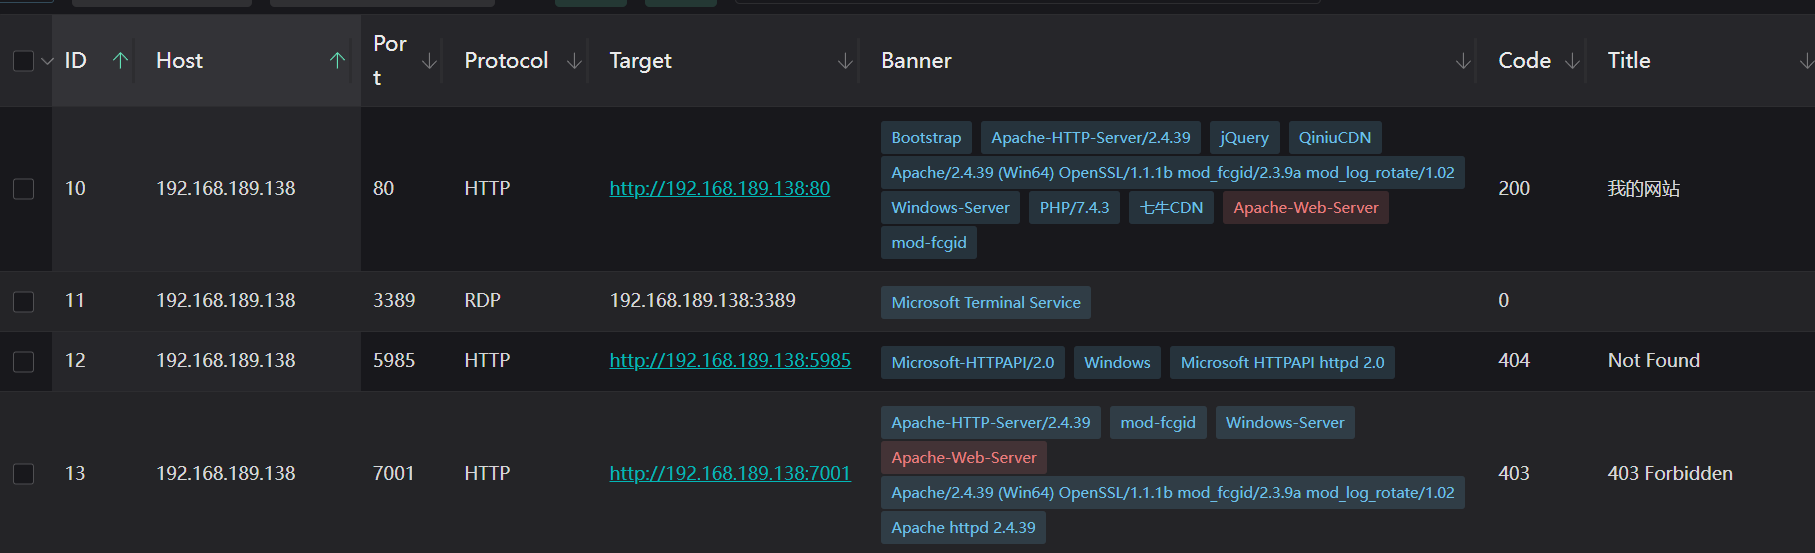 ID Host Port Protocol Target Banner Code Title
10 192.168.189.138 80 HTTP http://192.168.189.138:80 Bootstrap Apache-HTTP-Server/2.4.39 jQuery QiniuCDN
Apache/2.4.39 (Win64) OpenSSL/1.1.1b mod_fcgid/2.3.9a mod_log_rotate/1.02
Windows-Server PHP/7.4.3 七牛CDN Apache-Web-Server
mod-fcgid
200 我的网站
11 192.168.189.138 3389 RDP 192.168.189.138:3389 Microsoft Terminal Service 0
12 192.168.189.138 5985 HTTP http://192.168.189.138:5985 Microsoft-HTTPAPI/2.0 Windows Microsoft HTTPAPI httpd 2.0 404 Not Found
13 192.168.189.138 7001 HTTP http://192.168.189.138:7001 Apache-HTTP-Server/2.4.39 mod-fcgid Windows-Server
Apache-Web-Server
Apache/2.4.39 (Win64) OpenSSL/1.1.1b mod_fcgid/2.3.9a mod_log_rotate/1.02
Apache httpd 2.4.39
403 403 Forbidden